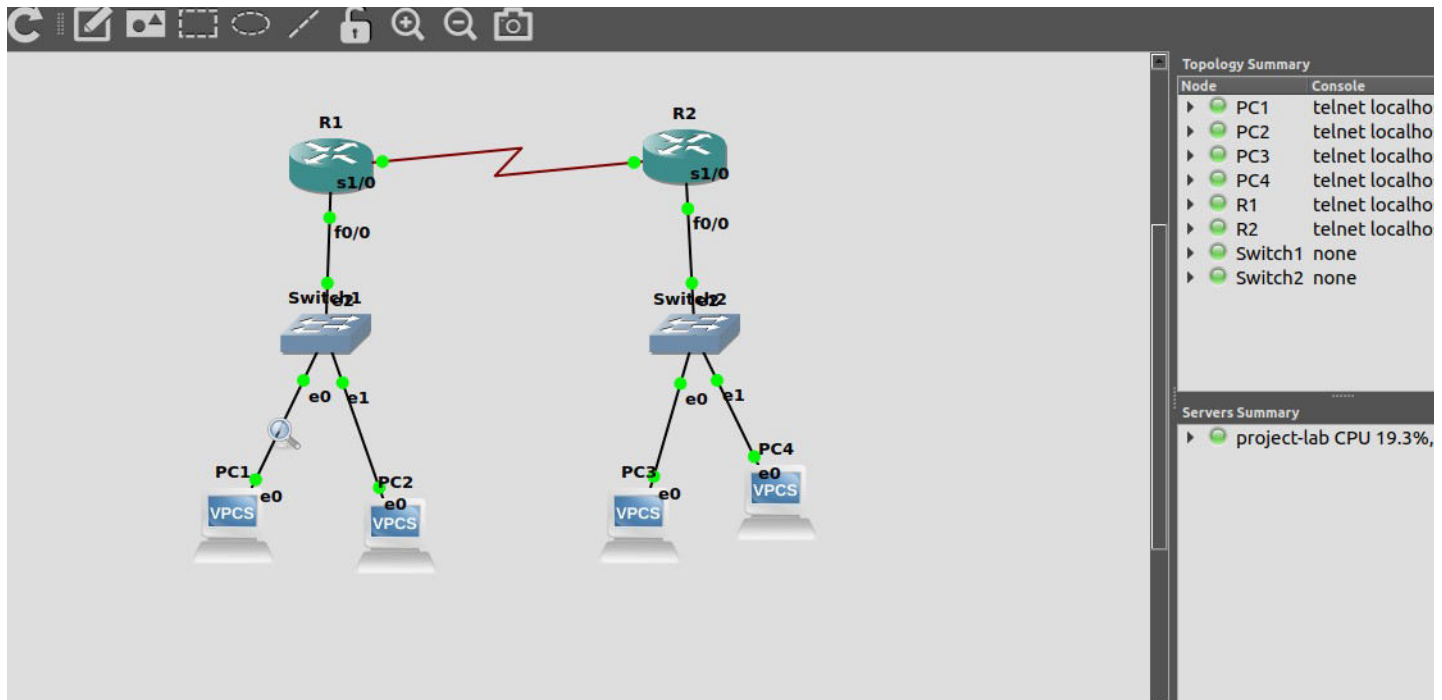 Topology Summary
Node Console
PC1 telnet localho
PC2 telnet localho
PC3 telnet localho
PC4 telnet localho
R1 telnet localho
R2 telnet localho
Switch1 none
Switch2 none
Servers Summary
project-lab CPU 19.3%,
R1
R2
s1/0
s1/0
f0/0
f0/0
Switch1
e2
Switch2
e2
e0
e1
e0
e1
PC1
e0
PC2
e0
PC3
e0
PC4
e0
VPCS
VPCS
VPCS
VPCS